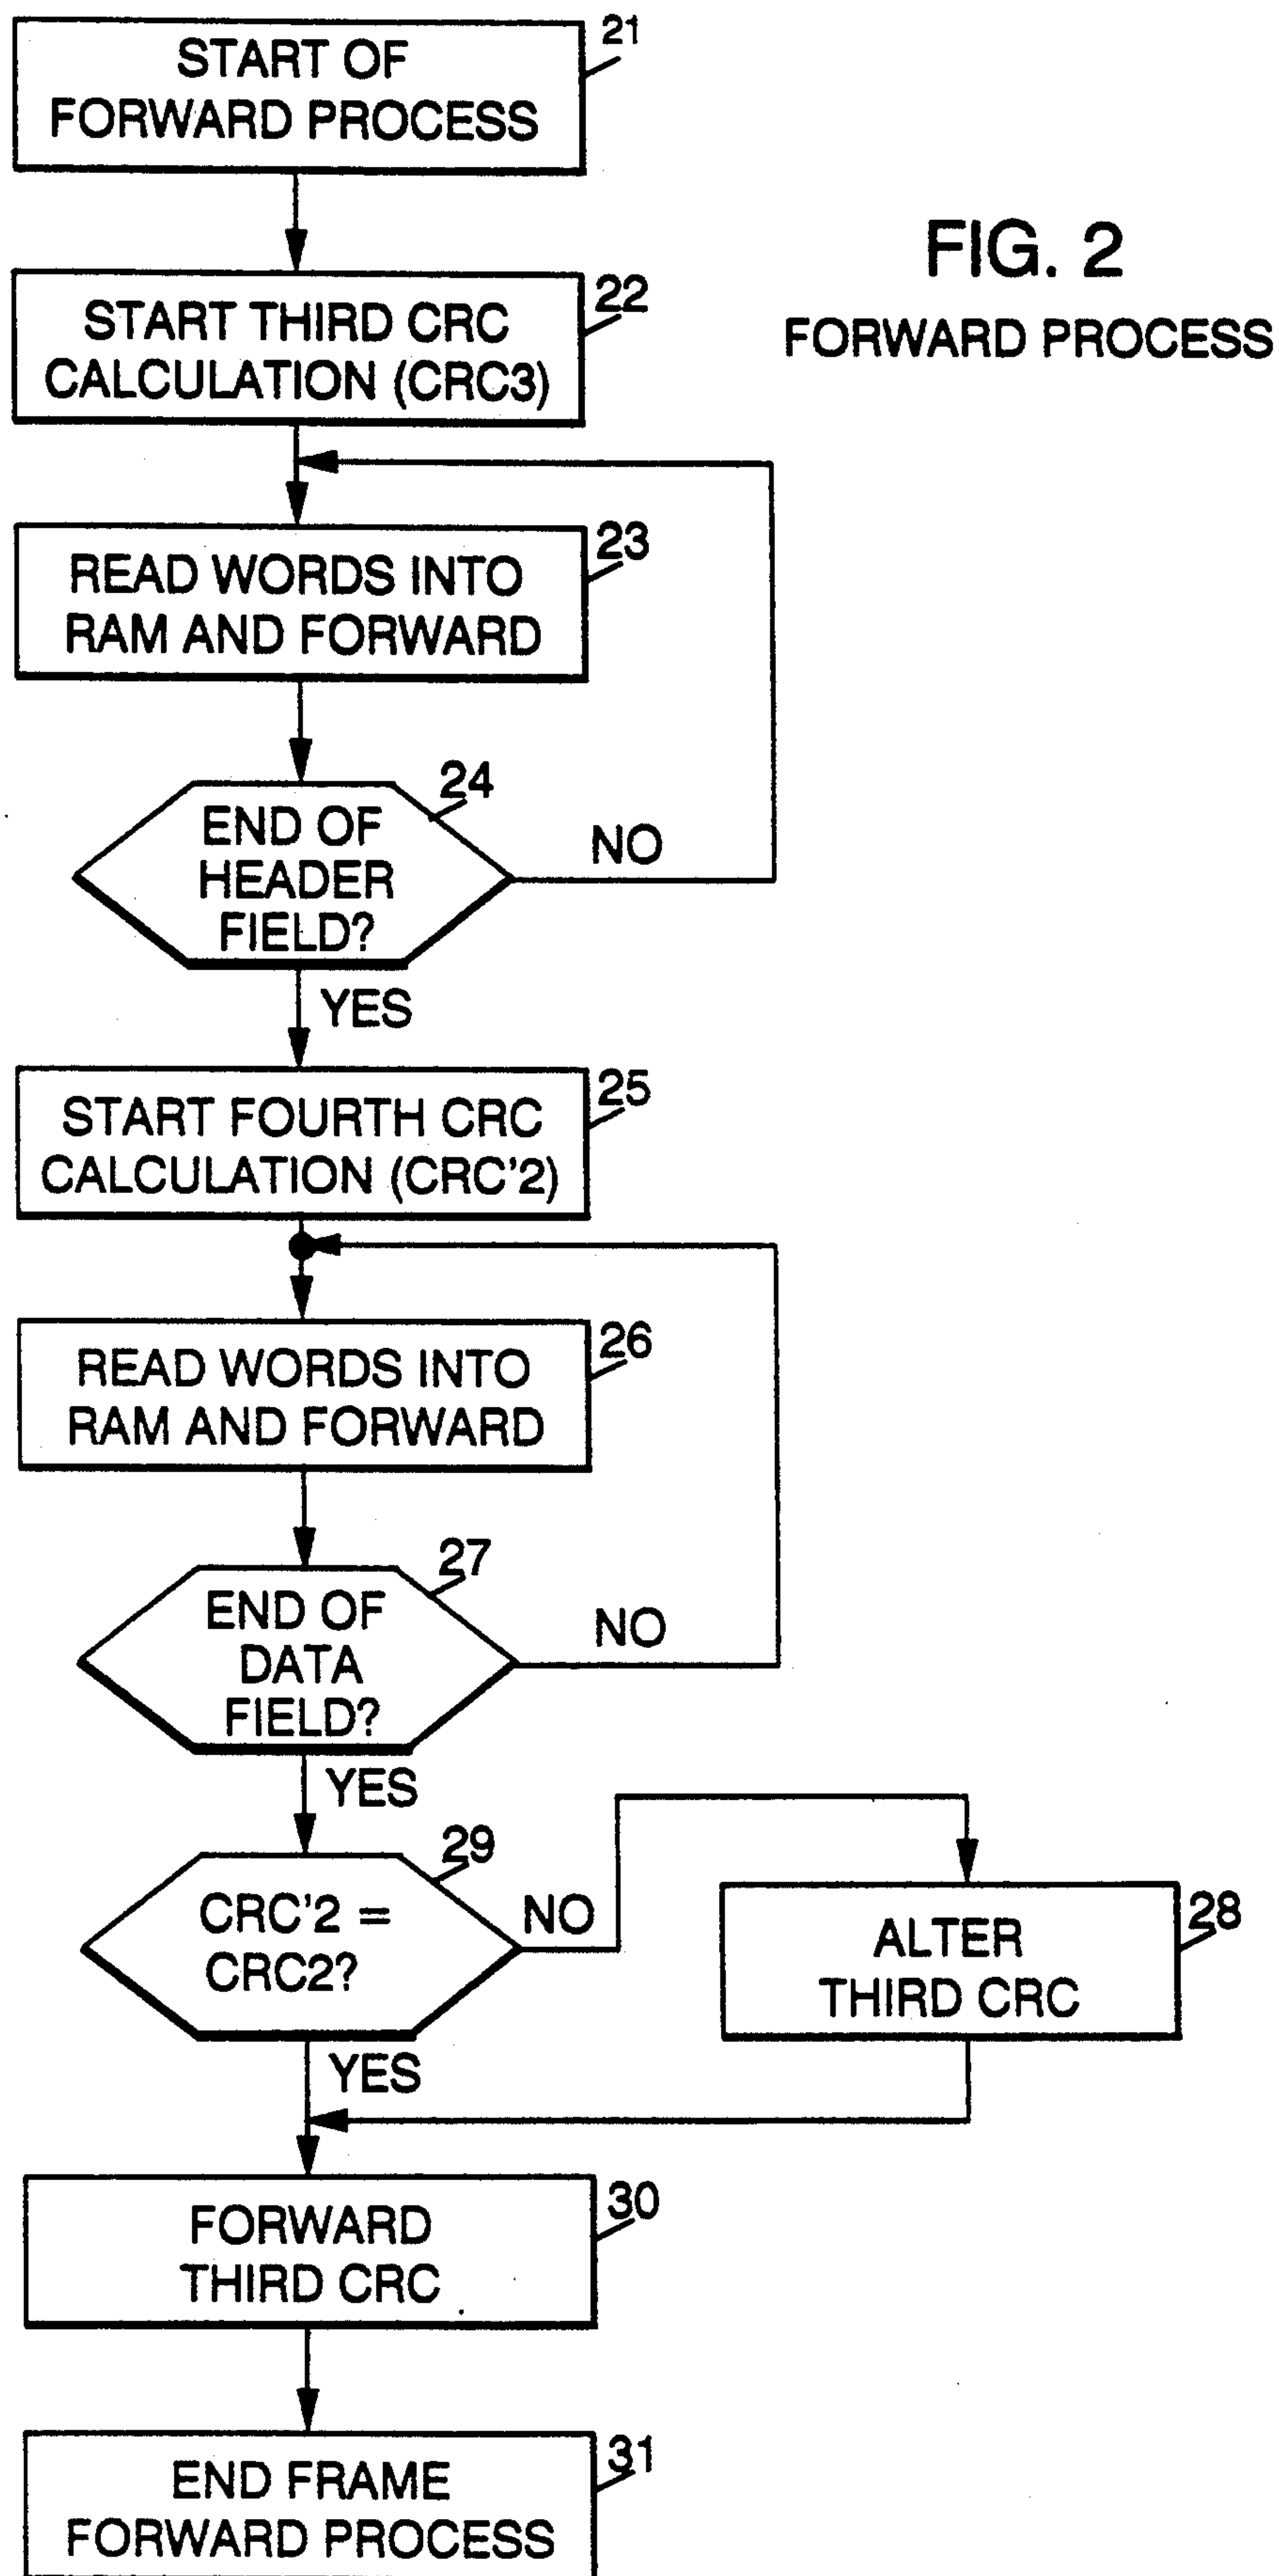 21
START OF
FORWARD PROCESS
FIG. 2
FORWARD PROCESS
22
START THIRD CRC
CALCULATION (CRC3)
23
READ WORDS INTO
RAM AND FORWARD
24
END OF
HEADER
FIELD?
NO
YES
25
START FOURTH CRC
CALCULATION (CRC'2)
26
READ WORDS INTO
RAM AND FORWARD
27
END OF
DATA
FIELD?
NO
YES
29
CRC'2 =
CRC2?
NO
28
ALTER
THIRD CRC
YES
30
FORWARD
THIRD CRC
31
END FRAME
FORWARD PROCESS